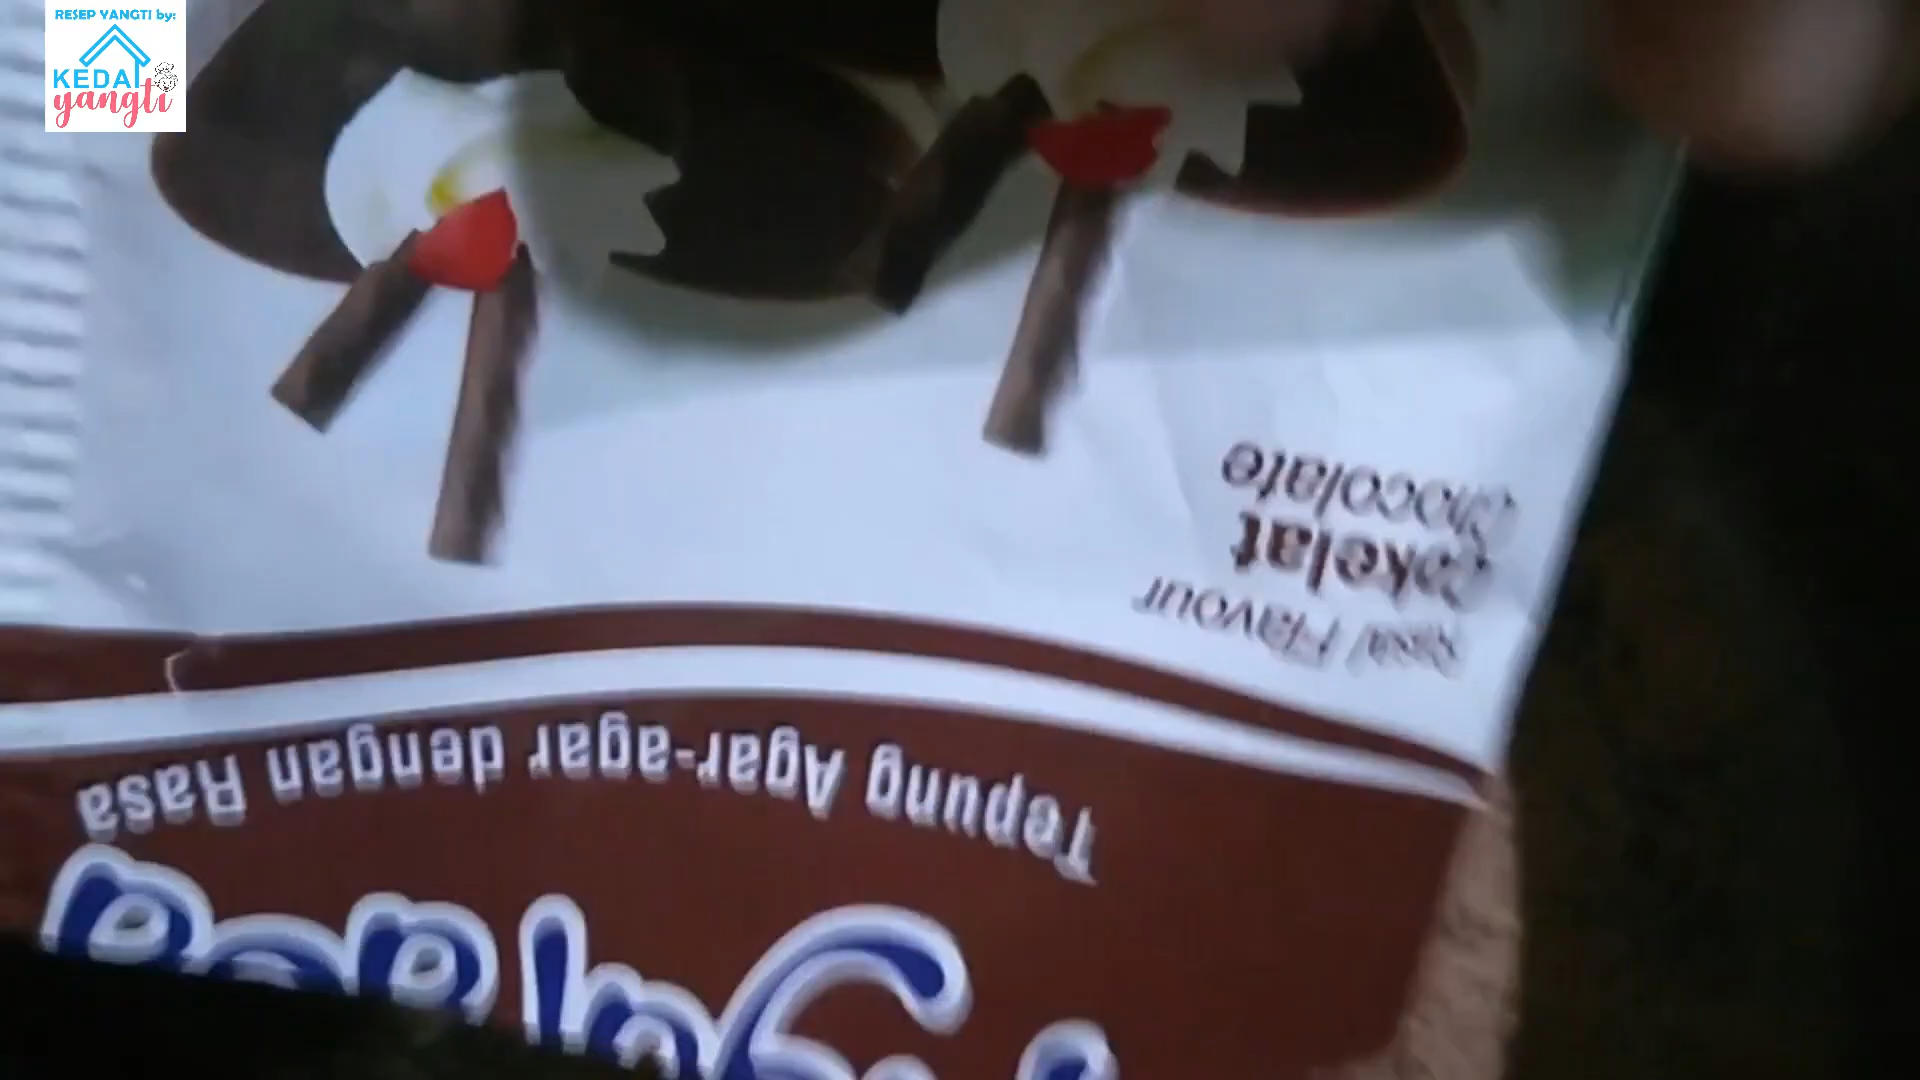 RESEP YANGTI by:
KEDAI
yangti
Tepung Agar-agar dengan Rasa
Real Flavour
Cokelat
Chocolate